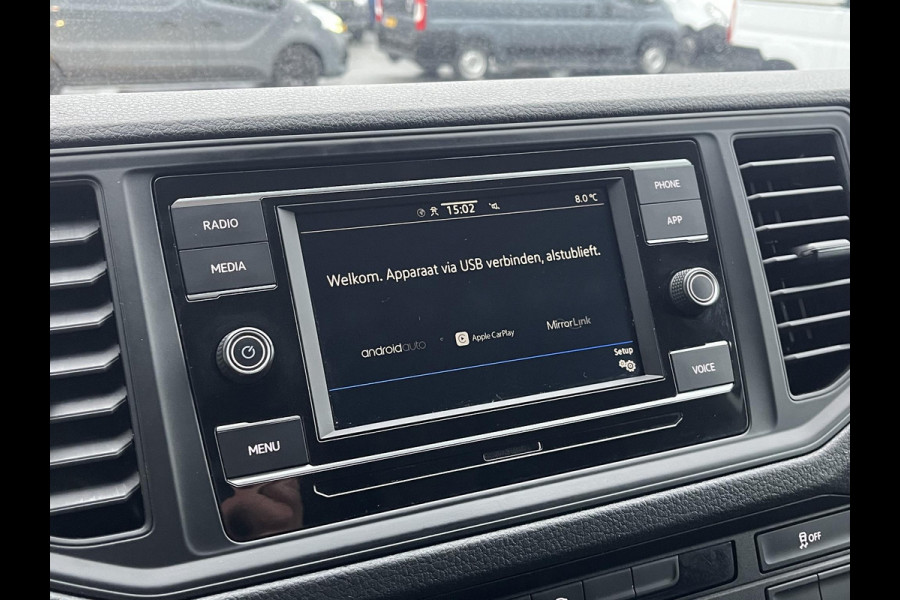 15:02
8.0 °C
PHONE
RADIO
APP
MEDIA
Welkom. Apparaat via USB verbinden, alstublieft.
androidauto
Apple CarPlay
MirrorLink
Setup
VOICE
MENU
OFF